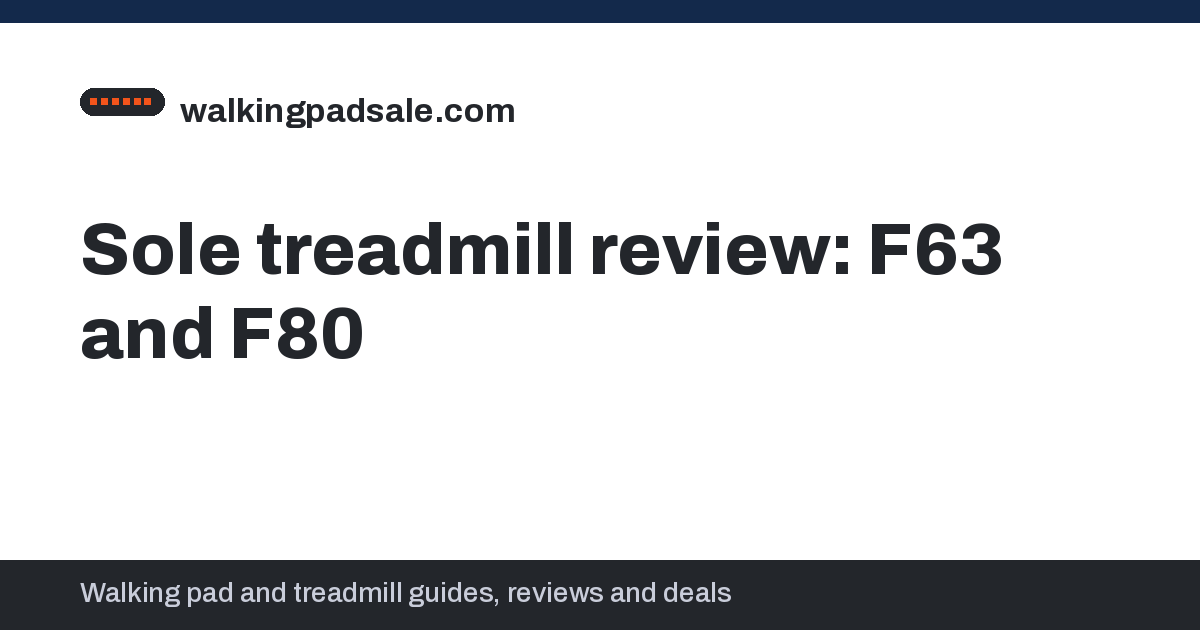 walkingpadsale.com
Sole treadmill review: F63
and F80
Walking pad and treadmill guides, reviews and deals